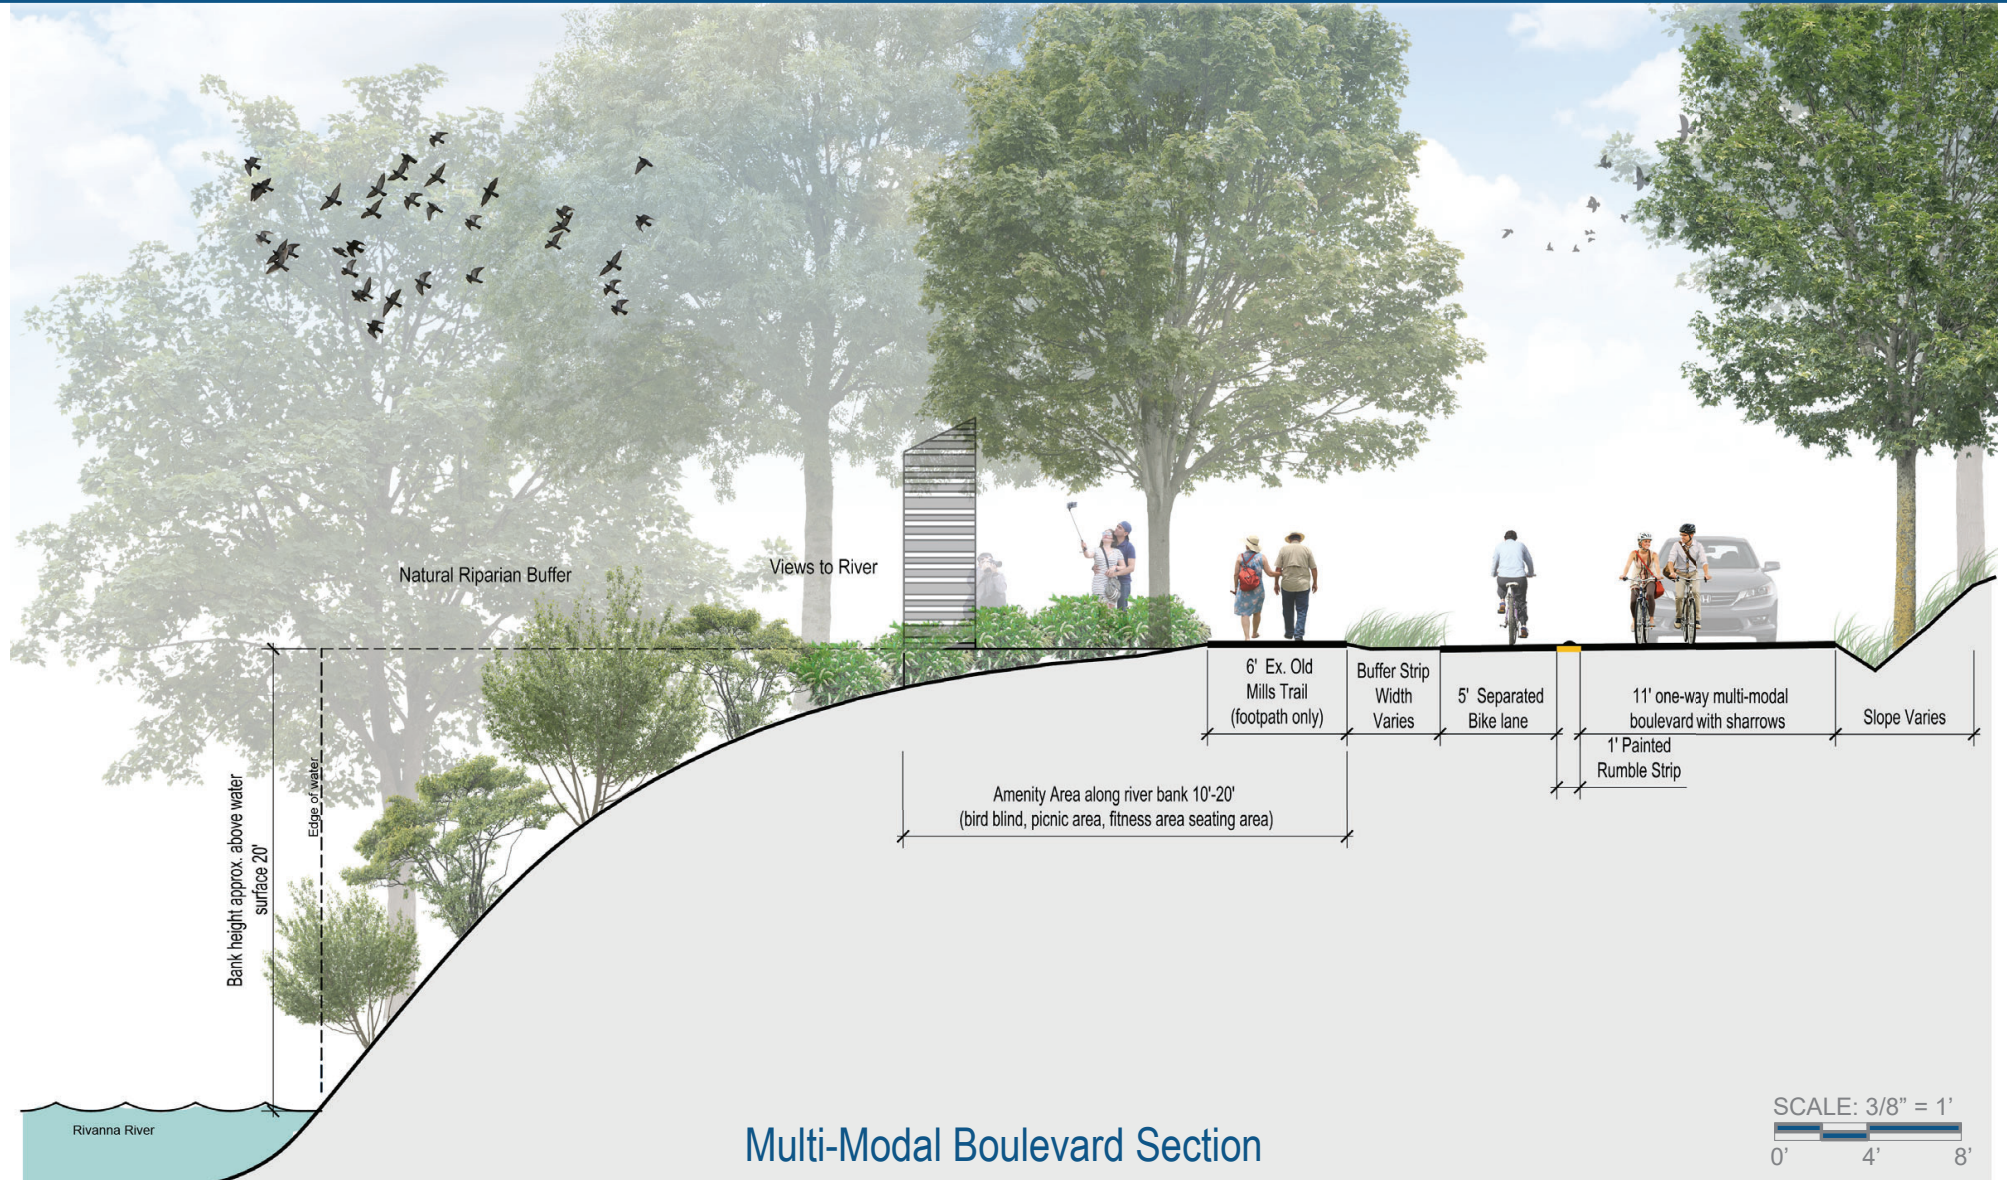 Natural Riparian Buffer
Views to River
6' Ex. Old
Mills Trail
(footpath only)
Buffer Strip
Width
Varies
5' Separated
Bike lane
11' one-way multi-modal
boulevard with sharrows
Slope Varies
1' Painted
Rumble Strip
Amenity Area along river bank 10'-20'
(bird blind, picnic area, fitness area seating area)
Bank height approx. above water
surface 20'
Edge of water
Rivanna River
Multi-Modal Boulevard Section
SCALE: 3/8” = 1’
0’ 4’ 8’